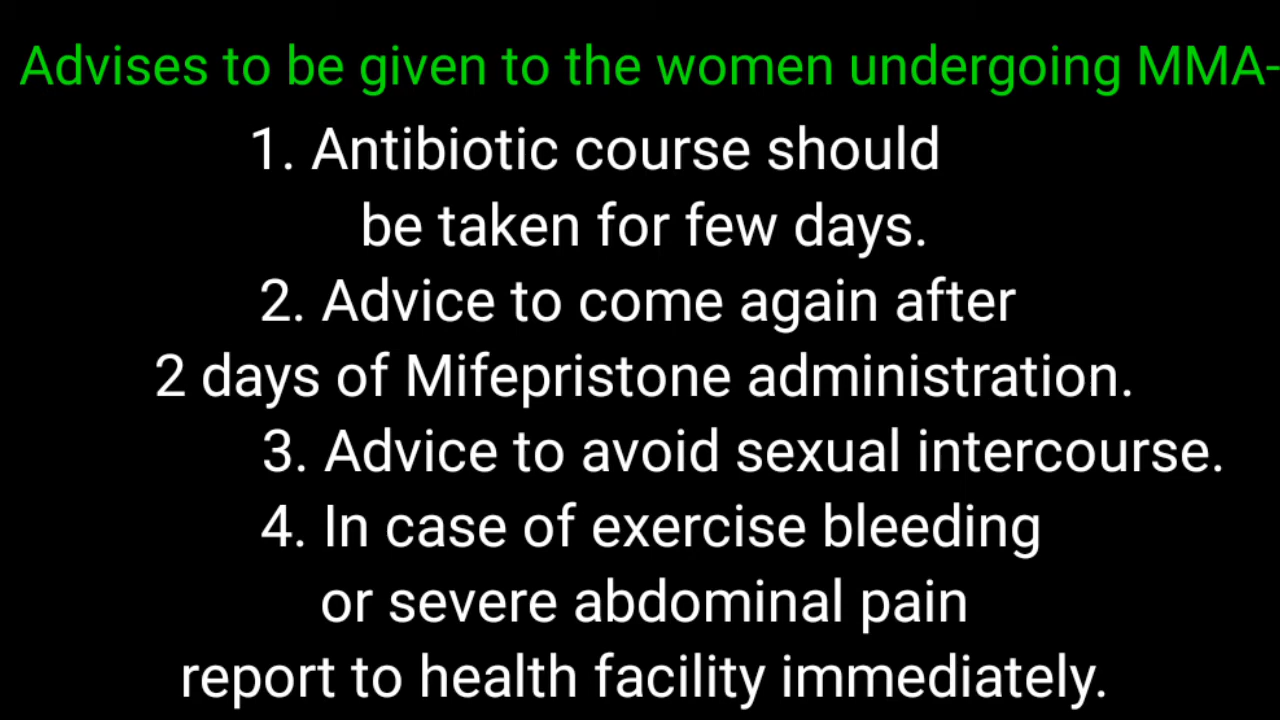 Advises to be given to the women undergoing MMA-
1. Antibiotic course should
be taken for few days.
2. Advice to come again after
2 days of Mifepristone administration.
3. Advice to avoid sexual intercourse.
4. In case of exercise bleeding
or severe abdominal pain
report to health facility immediately.